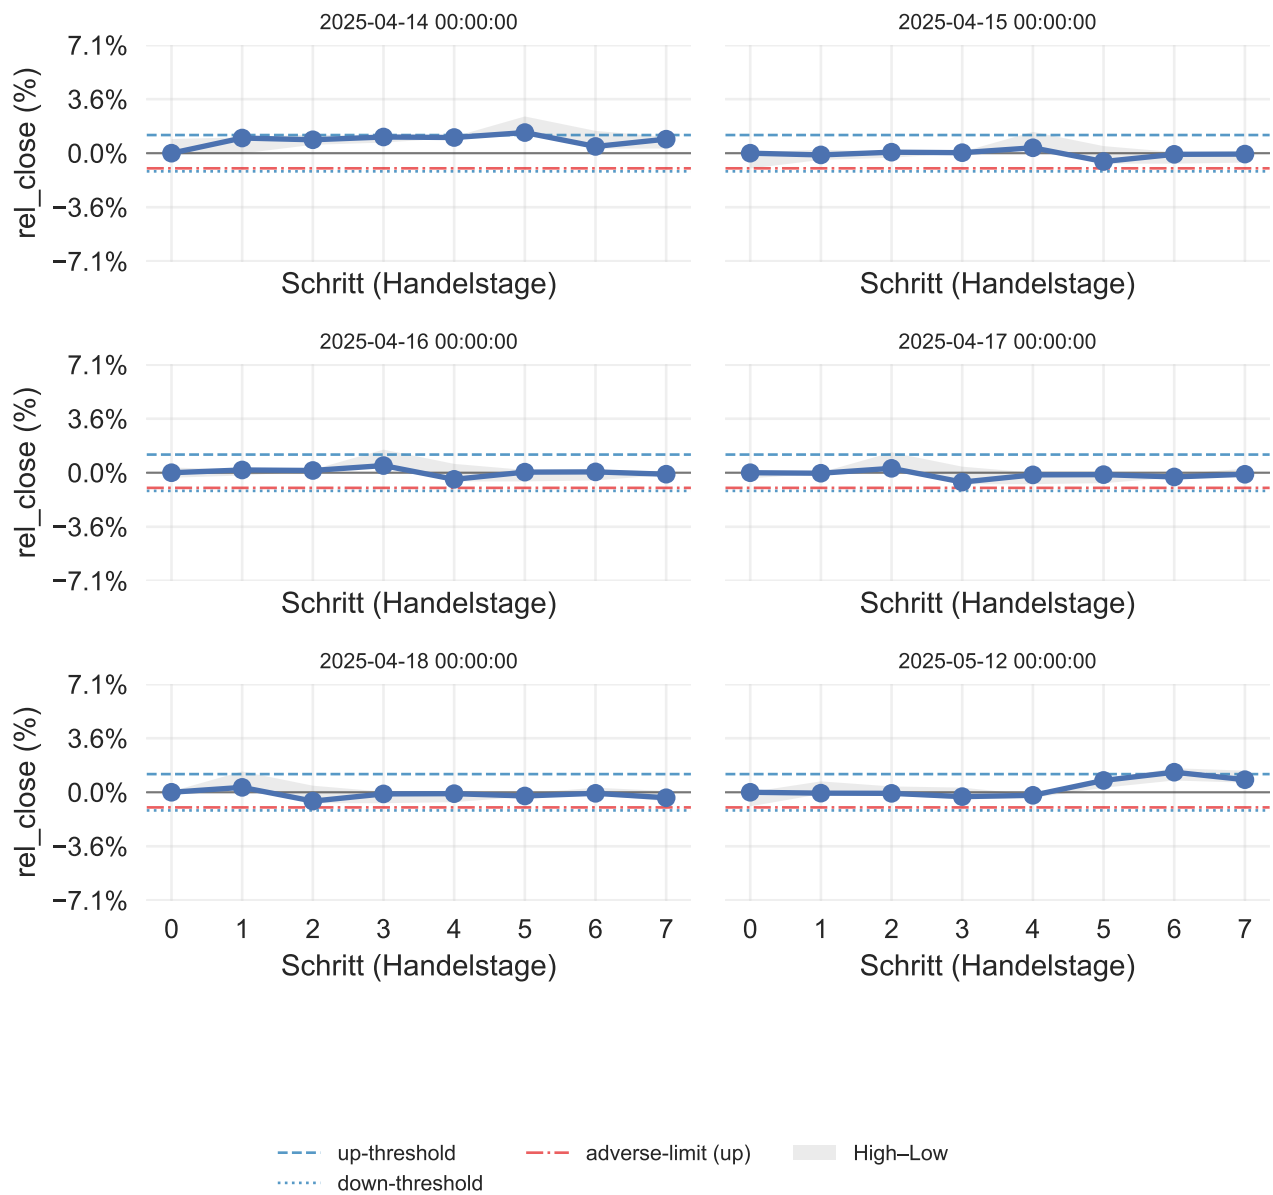 2025-04-14 00:00:00
2025-04-15 00:00:00
7.1%
3.6%
0.0%
−3.6%
−7.1%
rel_close (%)
Schritt (Handelstage)
Schritt (Handelstage)
2025-04-16 00:00:00
2025-04-17 00:00:00
7.1%
3.6%
0.0%
−3.6%
−7.1%
rel_close (%)
Schritt (Handelstage)
Schritt (Handelstage)
2025-04-18 00:00:00
2025-05-12 00:00:00
7.1%
3.6%
0.0%
−3.6%
−7.1%
rel_close (%)
0 1 2 3 4 5 6 7
0 1 2 3 4 5 6 7
Schritt (Handelstage)
Schritt (Handelstage)
up-threshold
adverse-limit (up)
High–Low
down-threshold